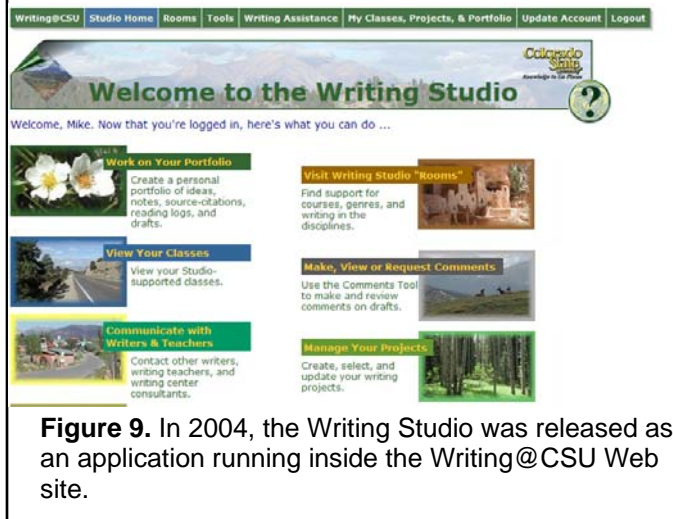 Writing@CSU Studio Home Rooms Tools Writing Assistance My Classes, Projects, & Portfolio Update Account Logout
Colorado
State
Knowledge to Go Places
Welcome to the Writing Studio
?
Welcome, Mike. Now that you're logged in, here's what you can do ...
Work on Your Portfolio
Create a personal
portfolio of ideas,
notes, source-citations,
reading logs, and
drafts.
Visit Writing Studio "Rooms"
Find support for
courses, genres, and
writing in the
disciplines.
View Your Classes
View your Studio-
supported classes.
Make, View or Request Comments
Use the Comments Tool
to make and review
comments on drafts.
Communicate with
Writers & Teachers
Contact other writers,
writing teachers, and
writing center
consultants.
Manage Your Projects
Create, select, and
update your writing
projects.
Figure 9. In 2004, the Writing Studio was released as
an application running inside the Writing@CSU Web
site.